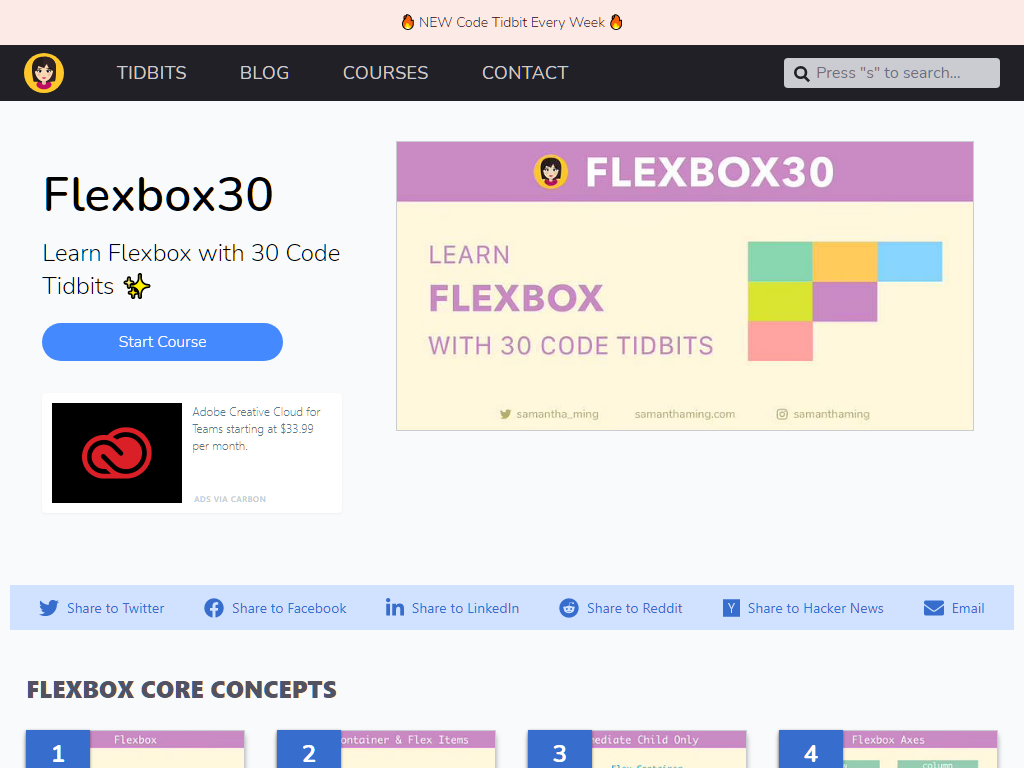 🔥 NEW Code Tidbit Every Week 🔥
TIDBITS BLOG COURSES CONTACT Press "s" to search...
Flexbox30
Learn Flexbox with 30 Code
Tidbits ✨
Start Course
Adobe Creative Cloud for
Teams starting at $33.99
per month.
ADS VIA CARBON
FLEXBOX30
LEARN
FLEXBOX
WITH 30 CODE TIDBITS
samantha_ming samanthaming.com samanthaming
Share to Twitter Share to Facebook Share to LinkedIn Share to Reddit Share to Hacker News Email
FLEXBOX CORE CONCEPTS
1 Flexbox
2 ontainer & Flex Items
3 mediate Child Only
4 Flexbox Axes
column